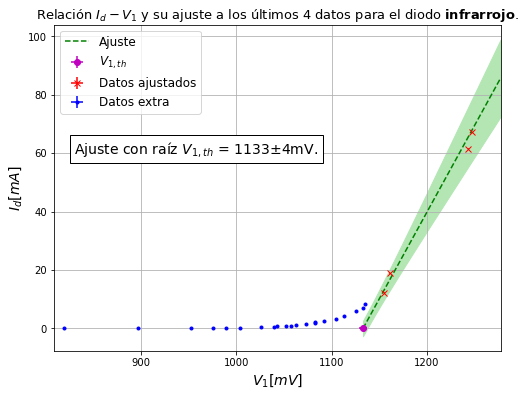 Relación I_d − V_1 y su ajuste a los últimos 4 datos para el diodo infrarrojo.
Ajuste
V_{1,th}
Datos ajustados
Datos extra
Ajuste con raíz V_{1,th} = 1133±4mV.
I_d[mA]
100
80
60
40
20
0
900
1000
1100
1200
V_1[mV]